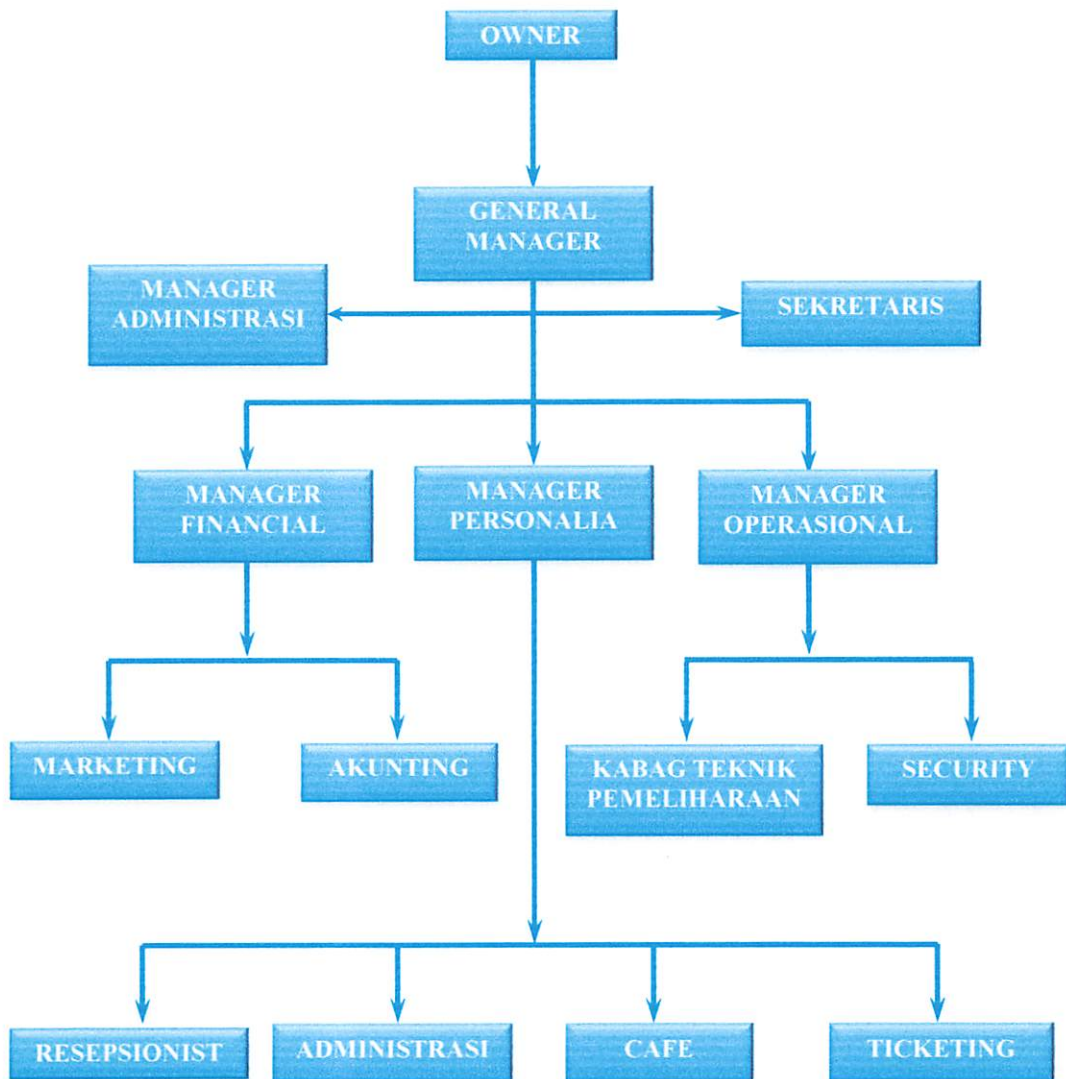 OWNER
GENERAL
MANAGER
MANAGER
ADMINISTRASI
SEKRETARIS
MANAGER
FINANCIAL
MANAGER
PERSONALIA
MANAGER
OPERASIONAL
MARKETING
AKUNTING
KABAG TEKNIK
PEMELIHARAAN
SECURITY
RESEPSIONIST
ADMINISTRASI
CAFE
TICKETING